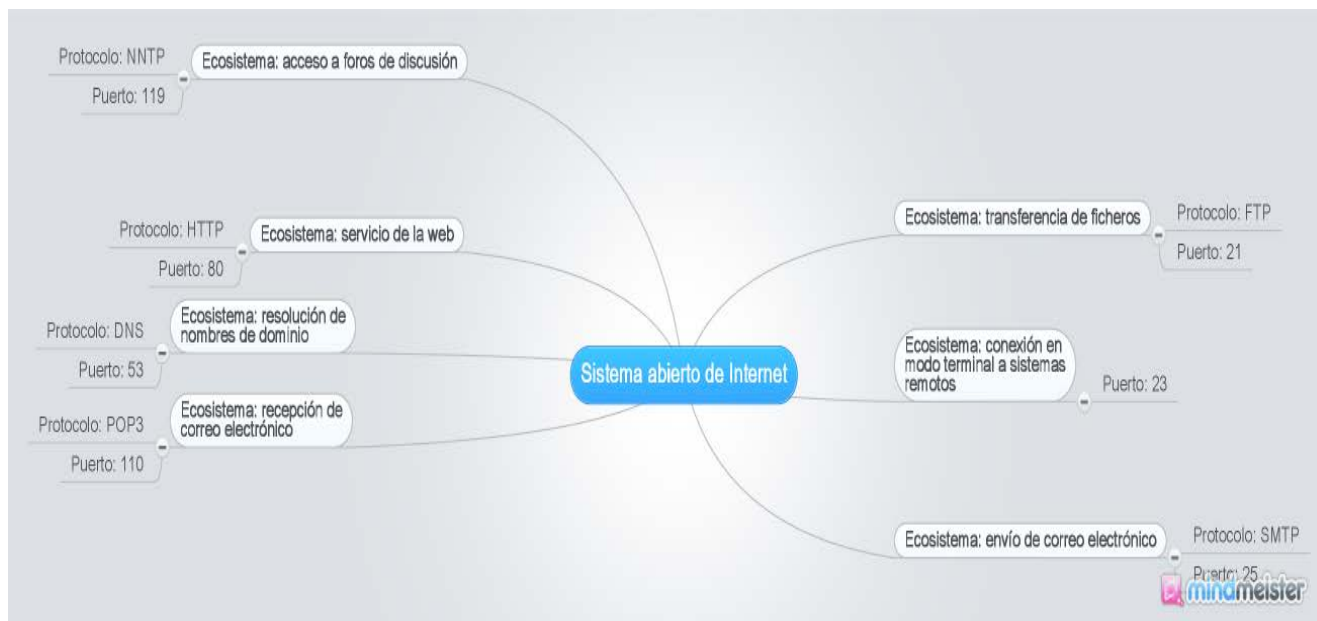 Protocolo: NNTP
Puerto: 119
Ecosistema: acceso a foros de discusión
Protocolo: HTTP
Puerto: 80
Ecosistema: servicio de la web
Protocolo: DNS
Puerto: 53
Ecosistema: resolución de
nombres de dominio
Protocolo: POP3
Puerto: 110
Ecosistema: recepción de
correo electrónico
Sistema abierto de Internet
Ecosistema: transferencia de ficheros
Protocolo: FTP
Puerto: 21
Ecosistema: conexión en
modo terminal a sistemas
remotos
Puerto: 23
Ecosistema: envío de correo electrónico
Protocolo: SMTP
Puerto: 25
mindmeister